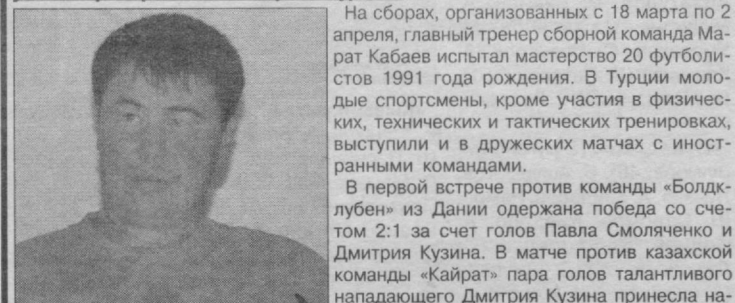 На сборах, организованных с 18 марта по 2
апреля, главный тренер сборной команда Ма-
рат Кабаев испытал мастерство 20 футболи-
стов 1991 года рождения. В Турции моло-
дые спортсмены, кроме участия в физичес-
ких, технических и тактических тренировках,
выступили и в дружеских матчах с иност-
ранными командами.
В первой встрече против команды «Болдк-
лубен» из Дании одержана победа со сче-
том 2:1 за счет голов Павла Смоляченко и
Дмитрия Кузина. В матче против казахской
команды «Кайрат» пара голов талантливого
нападающего Дмитрия Кузина принесла на-